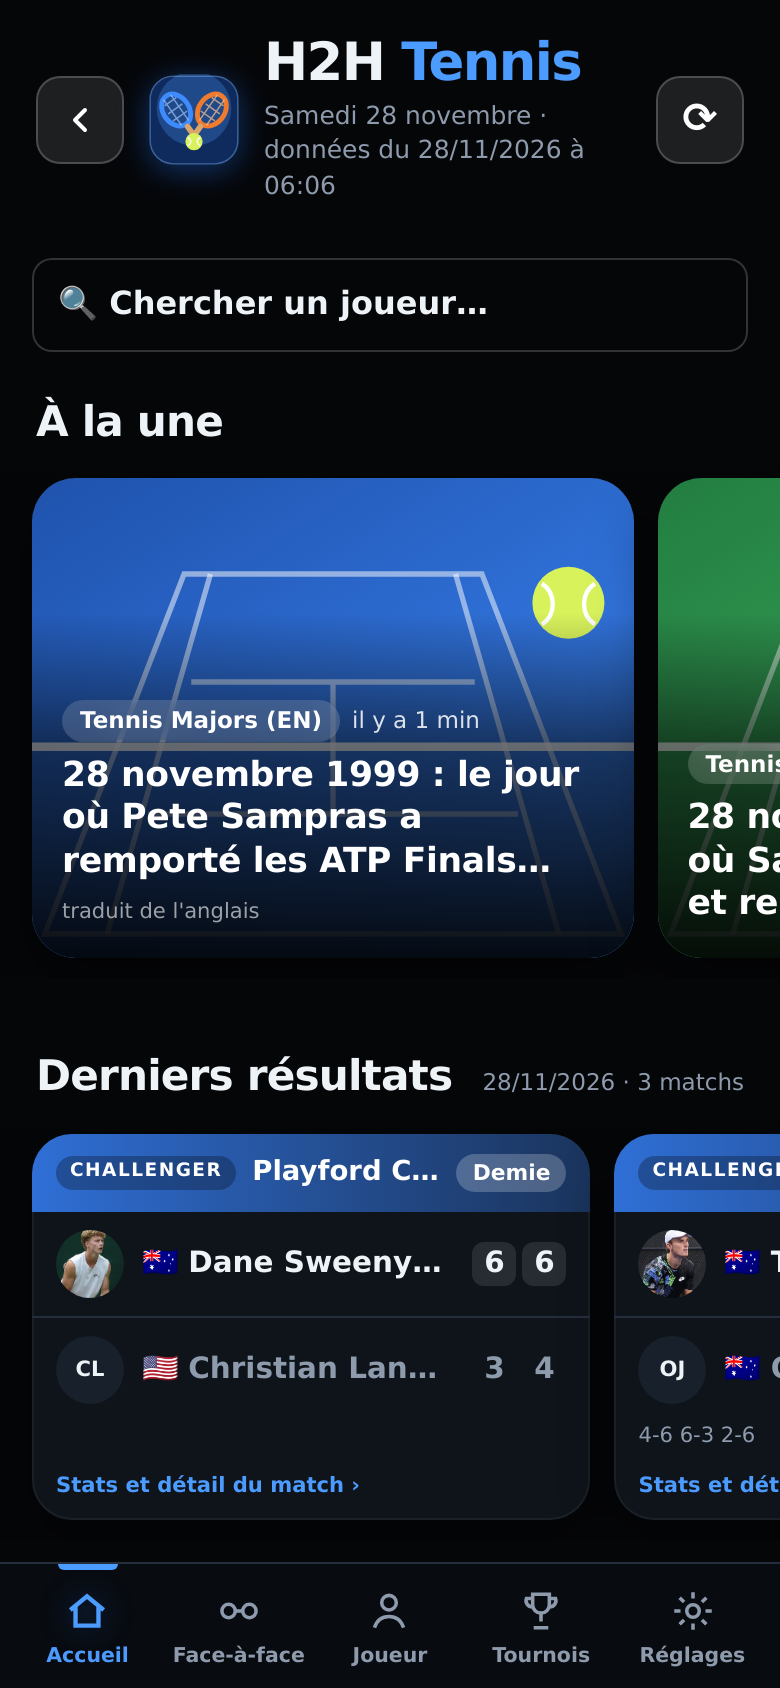 H2H Tennis
Samedi 28 novembre ·
données du 28/11/2026 à
06:06
Chercher un joueur…
À la une
Tennis Majors (EN) il y a 1 min
28 novembre 1999 : le jour
où Pete Sampras a
remporté les ATP Finals…
traduit de l'anglais
Tennis
28 no
où Sa
et re
Derniers résultats 28/11/2026 · 3 matchs
CHALLENGER Playford C… Demie
Dane Sweeny… 6 6
CL Christian Lan… 3 4
Stats et détail du match ›
CHALLENGE
T
OJ
4-6 6-3 2-6
Stats et dét
Accueil Face-à-face Joueur Tournois Réglages